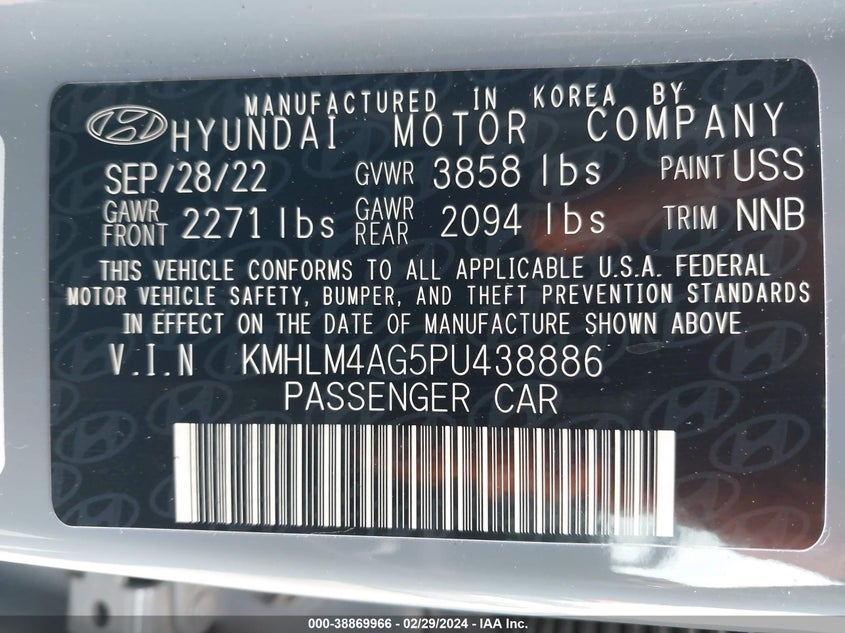 MANUFACTURED IN KOREA BY
HYUNDAI MOTOR COMPANY
SEP/28/22 GVWR 3858 lbs PAINT USS
GAWR FRONT 2271 lbs GAWR REAR 2094 lbs TRIM NNB
THIS VEHICLE CONFORMS TO ALL APPLICABLE U.S.A. FEDERAL
MOTOR VEHICLE SAFETY, BUMPER, AND THEFT PREVENTION STANDARDS
IN EFFECT ON THE DATE OF MANUFACTURE SHOWN ABOVE
V.I.N KMHLM4AG5PU438886
PASSENGER CAR
000-38869966 - 02/29/2024 - IAAI.com